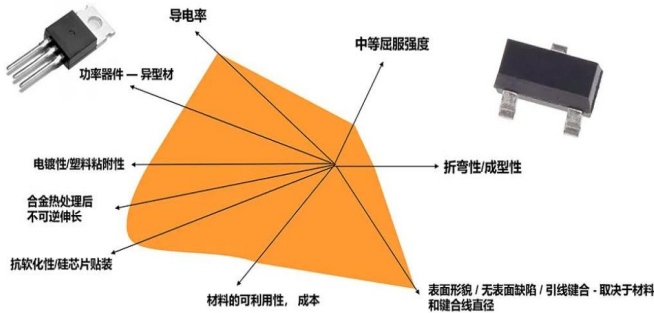 导电率
中等屈服强度
功率器件 — 异型材
电镀性/塑料粘附性
折弯性/成型性
合金热处理后
不可逆伸长
抗软化性/硅芯片贴装
材料的可利用性， 成本
表面形貌 / 无表面缺陷 / 引线键合 - 取决于材料
和键合线直径